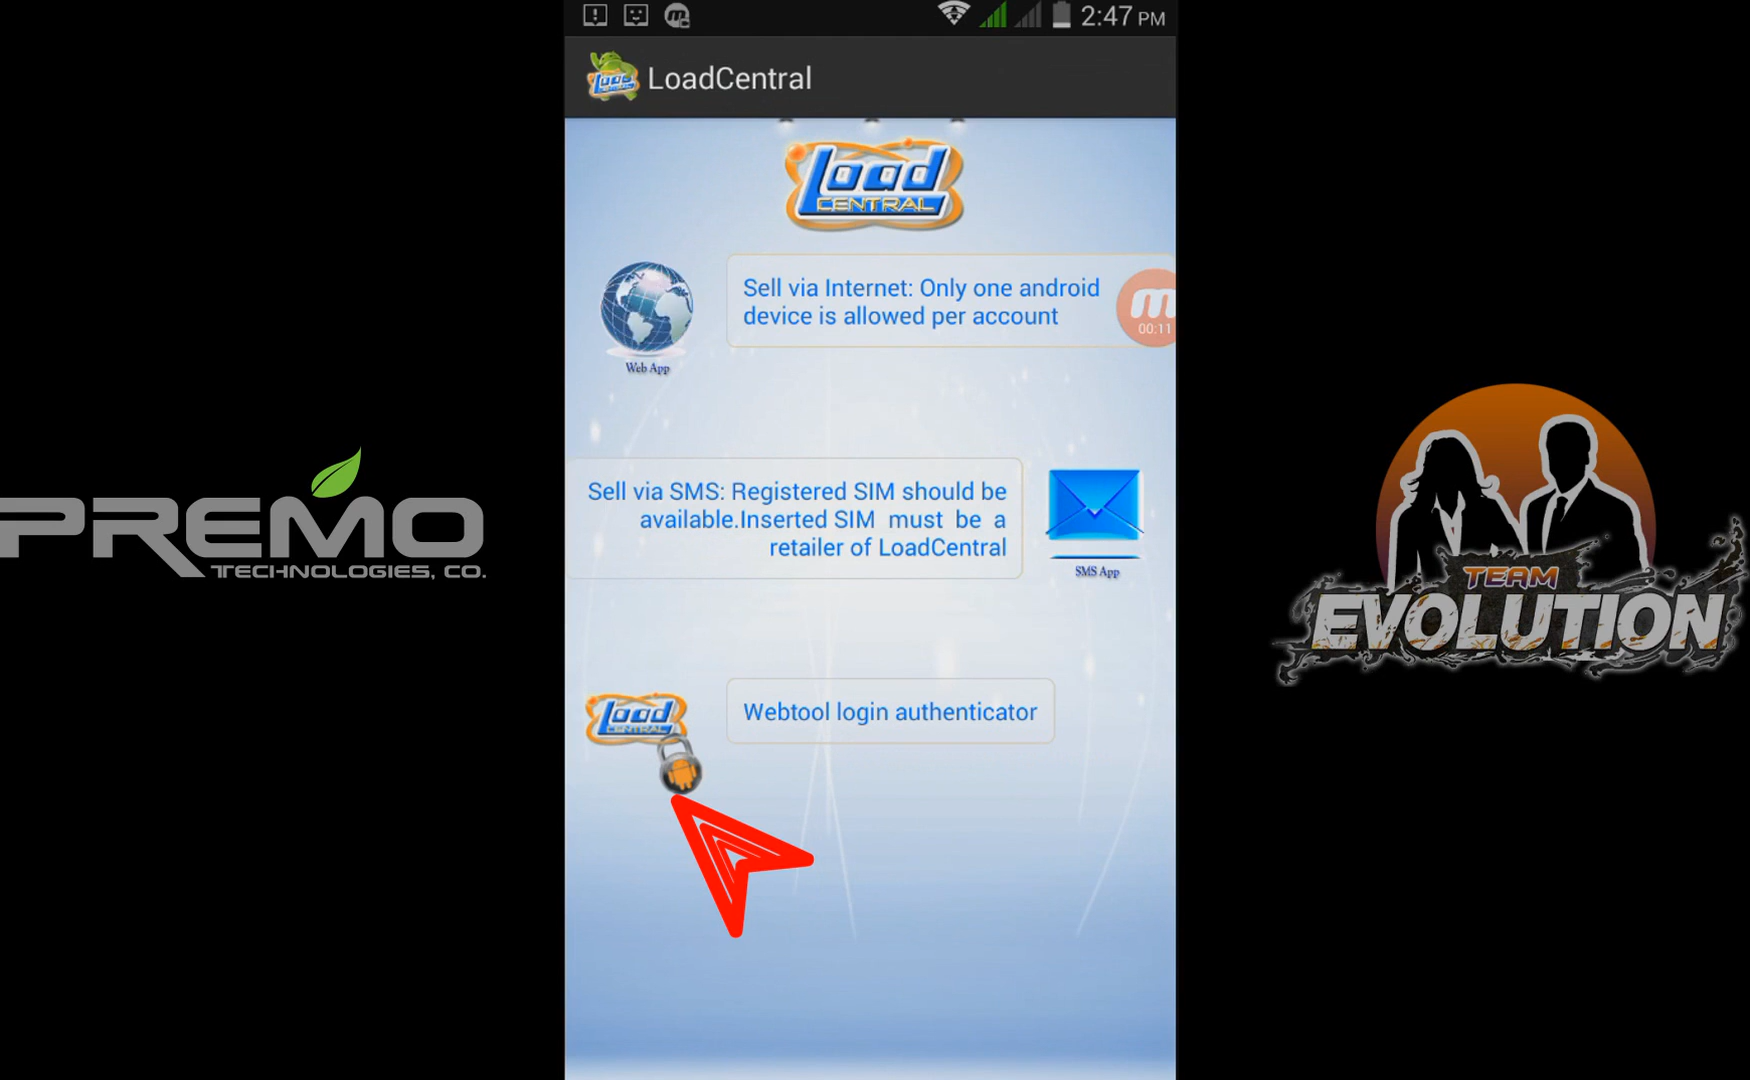 2:47 PM
LoadCentral
Load
CENTRAL
Sell via Internet: Only one android
device is allowed per account
00:11
Web App
Sell via SMS: Registered SIM should be
available.Inserted SIM must be a
retailer of LoadCentral
SMS App
Load
CENTRAL
Webtool login authenticator
PREMO
TECHNOLOGIES, CO.
TEAM
EVOLUTION